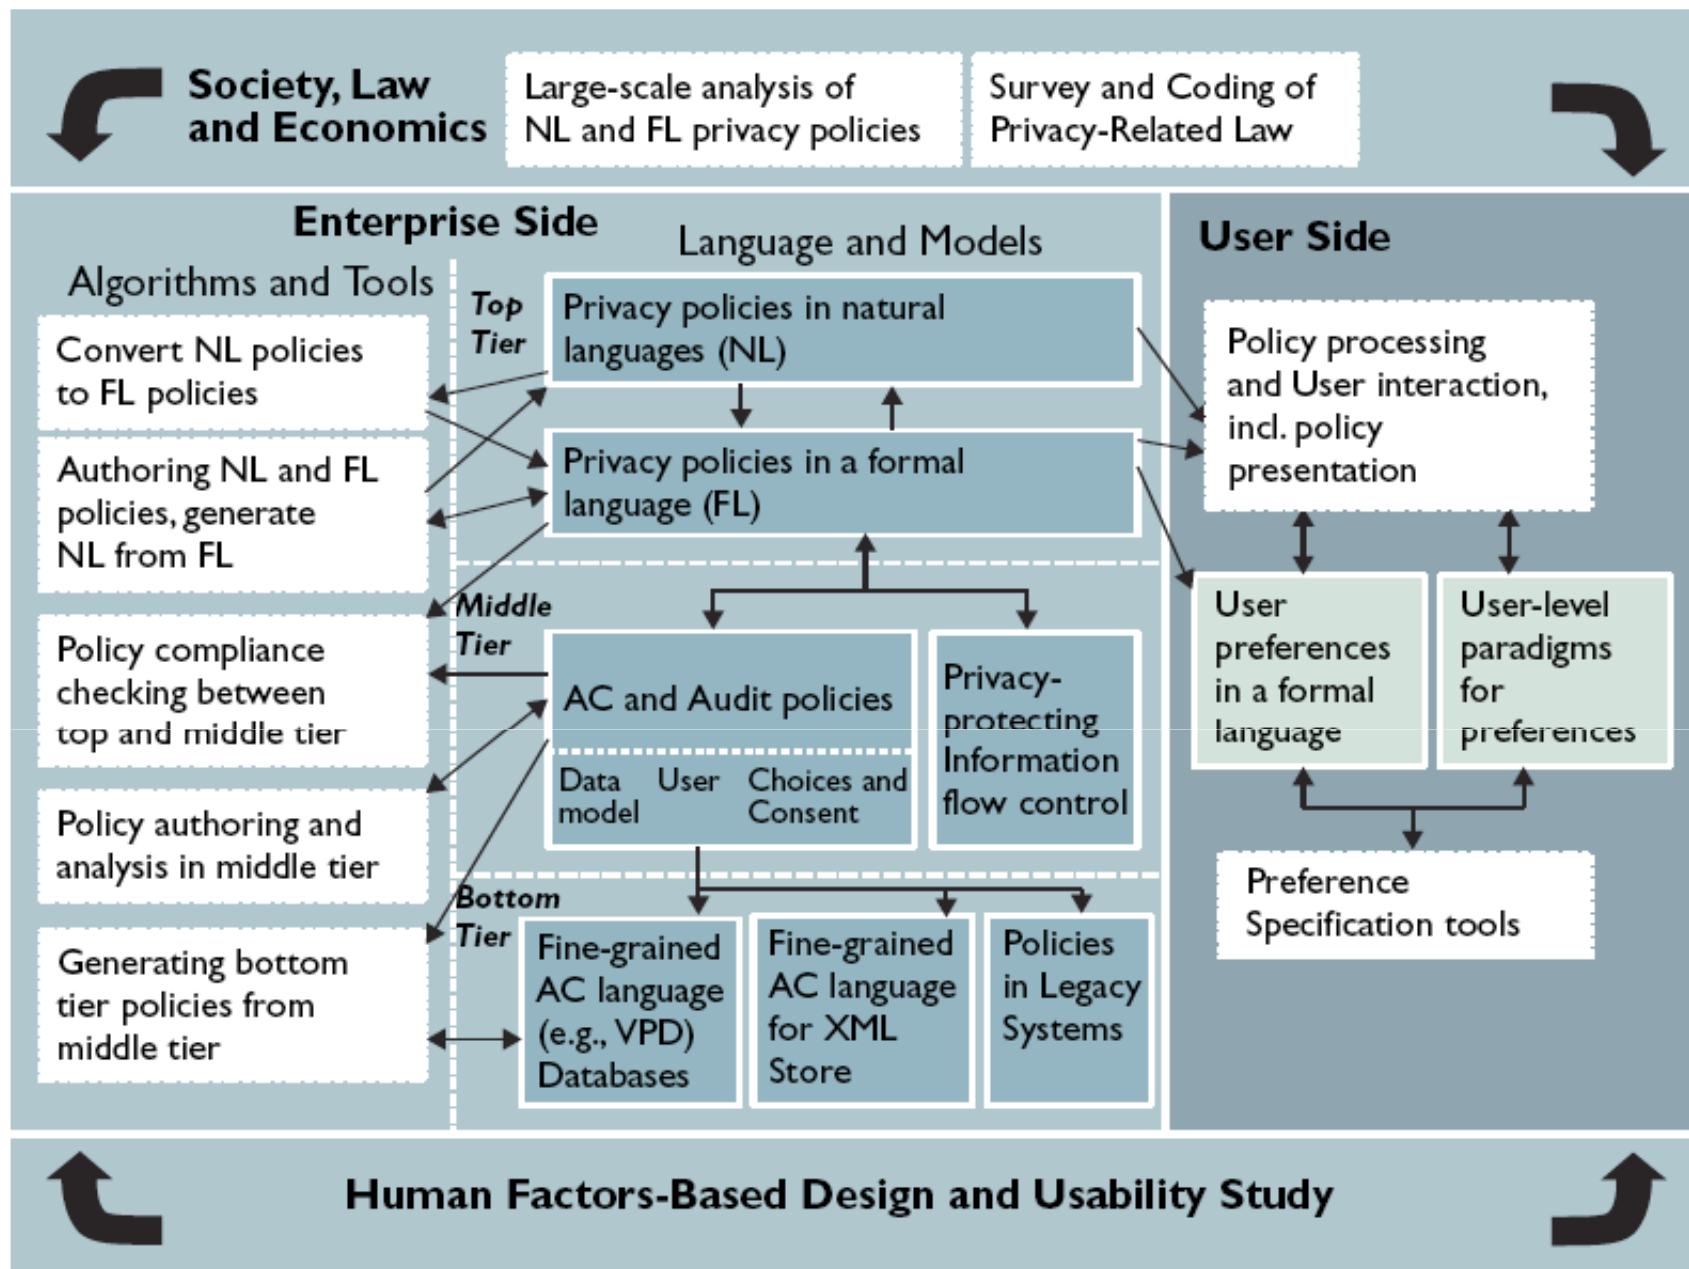 Society, Law
and Economics
Large-scale analysis of
NL and FL privacy policies
Survey and Coding of
Privacy-Related Law
Enterprise Side
Algorithms and Tools
Language and Models
User Side
Convert NL policies
to FL policies
Authoring NL and FL
policies, generate
NL from FL
Policy compliance
checking between
top and middle tier
Policy authoring and
analysis in middle tier
Generating bottom
tier policies from
middle tier
Top
Tier
Privacy policies in natural
languages (NL)
Privacy policies in a formal
language (FL)
Middle
Tier
AC and Audit policies
Data
model
User
Choices and
Consent
Privacy-
protecting
Information
flow control
Bottom
Tier
Fine-grained
AC language
(e.g., VPD)
Databases
Fine-grained
AC language
for XML
Store
Policies
in Legacy
Systems
Policy processing
and User interaction,
incl. policy
presentation
User
preferences
in a formal
language
User-level
paradigms
for
preferences
Preference
Specification tools
Human Factors-Based Design and Usability Study